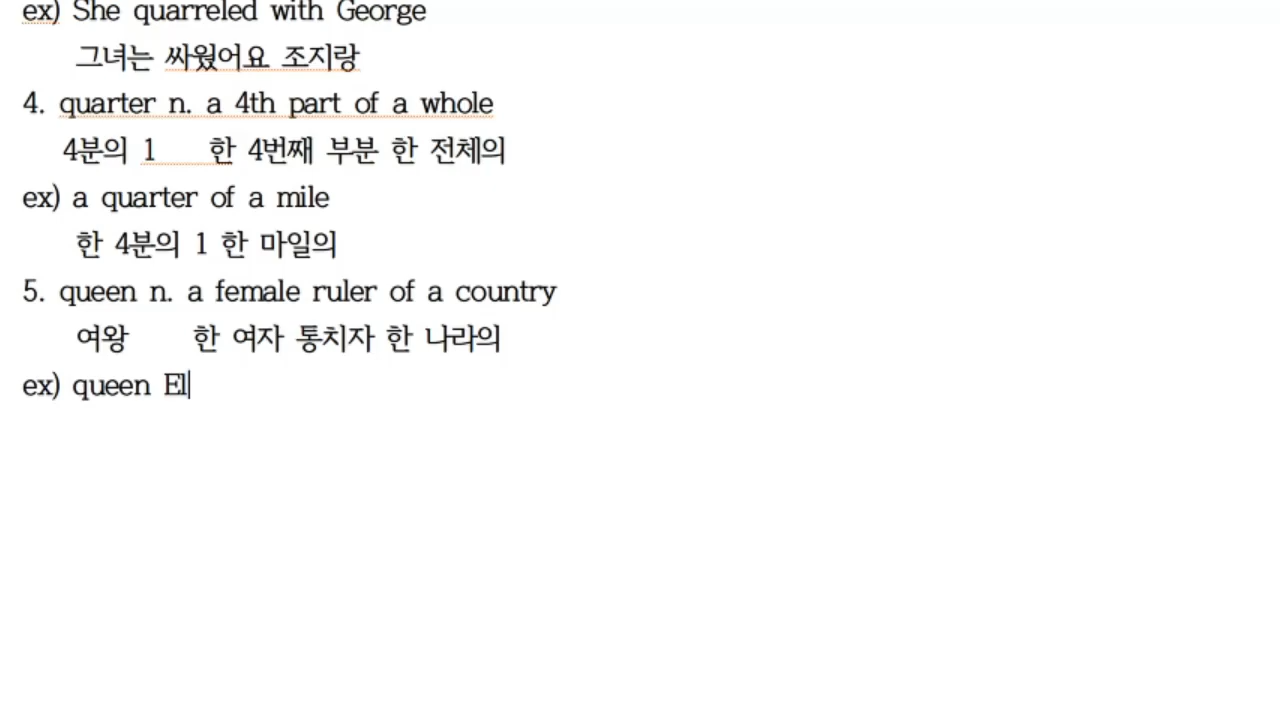 ex) She quarreled with George
그녀는 싸웠어요 조지랑
4. quarter n. a 4th part of a whole
4분의 1 한 4번째 부분 한 전체의
ex) a quarter of a mile
한 4분의 1 한 마일의
5. queen n. a female ruler of a country
여왕 한 여자 통치자 한 나라의
ex) queen El